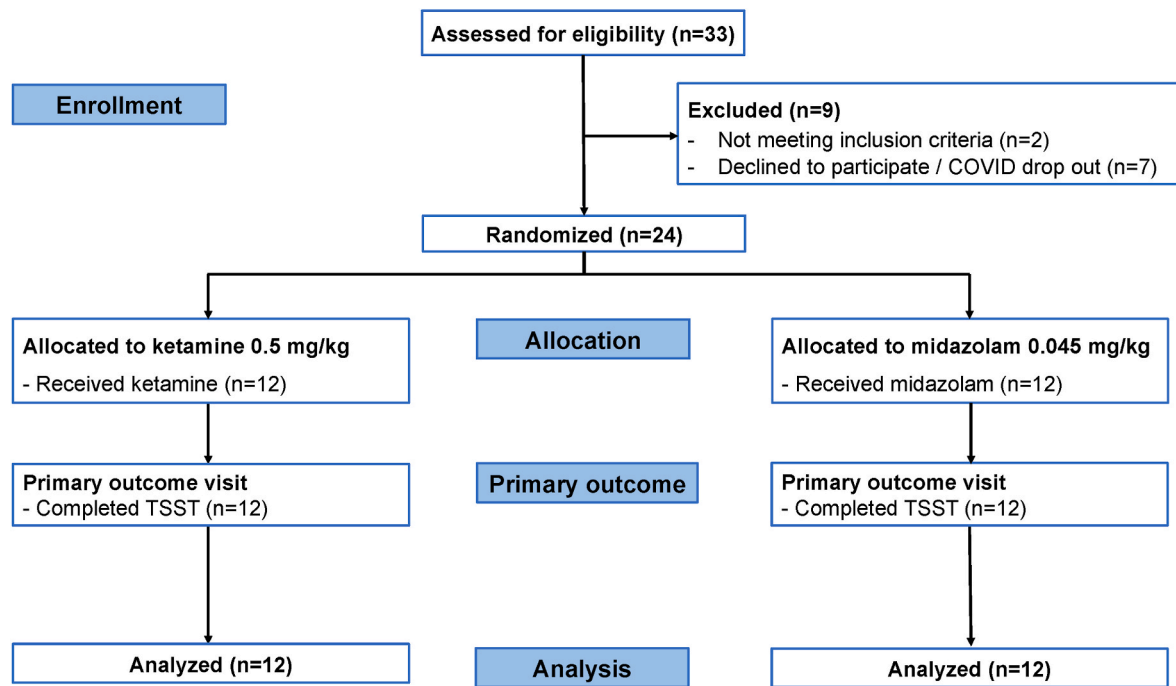 Assessed for eligibility (n=33)
Enrollment
Excluded (n=9)
- Not meeting inclusion criteria (n=2)
- Declined to participate / COVID drop out (n=7)
Randomized (n=24)
Allocated to ketamine 0.5 mg/kg
- Received ketamine (n=12)
Allocation
Allocated to midazolam 0.045 mg/kg
- Received midazolam (n=12)
Primary outcome visit
- Completed TSST (n=12)
Primary outcome
Primary outcome visit
- Completed TSST (n=12)
Analyzed (n=12)
Analysis
Analyzed (n=12)